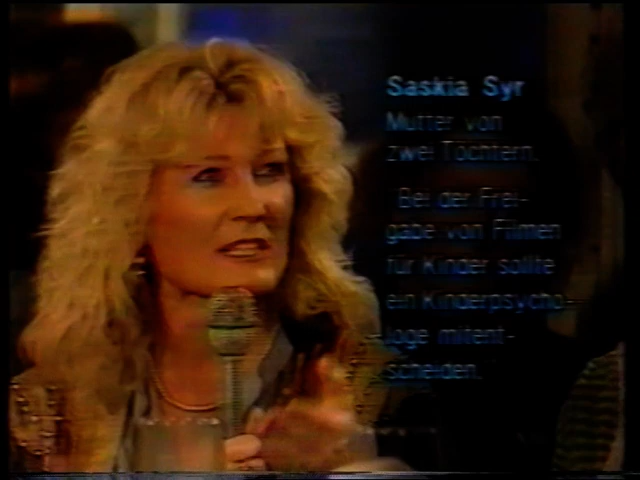 Saskia Syr
Mutter von
zwei Töchtern.
Bei der Frei-
gabe von Filmen
für Kinder sollte
ein Kinderpsycho-
loge mitent-
scheiden."